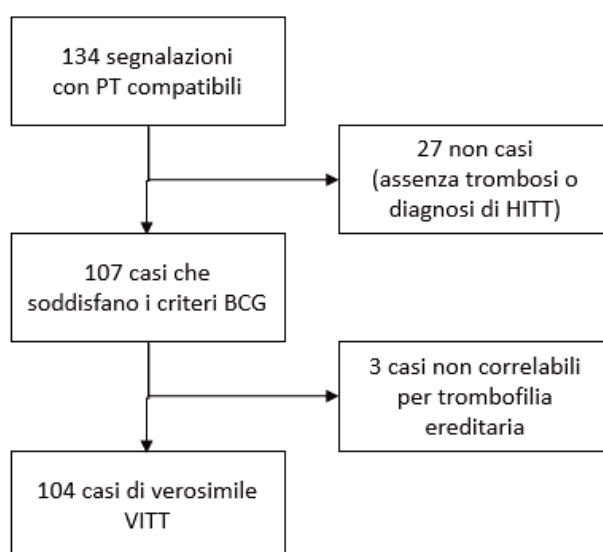 134 segnalazioni
con PT compatibili
27 non casi
(assenza trombosi o
diagnosi di HITT)
107 casi che
soddisfano i criteri BCG
3 casi non correlabili
per trombofilia
ereditaria
104 casi di verosimile
VITT